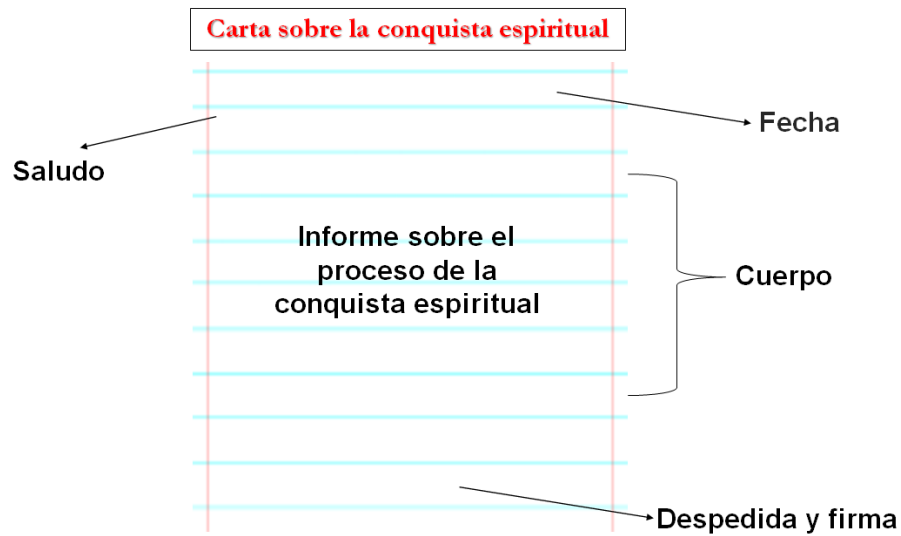 Carta sobre la conquista espiritual
Fecha
Saludo
Informe sobre el
proceso de la
conquista espiritual
Cuerpo
Despedida y firma